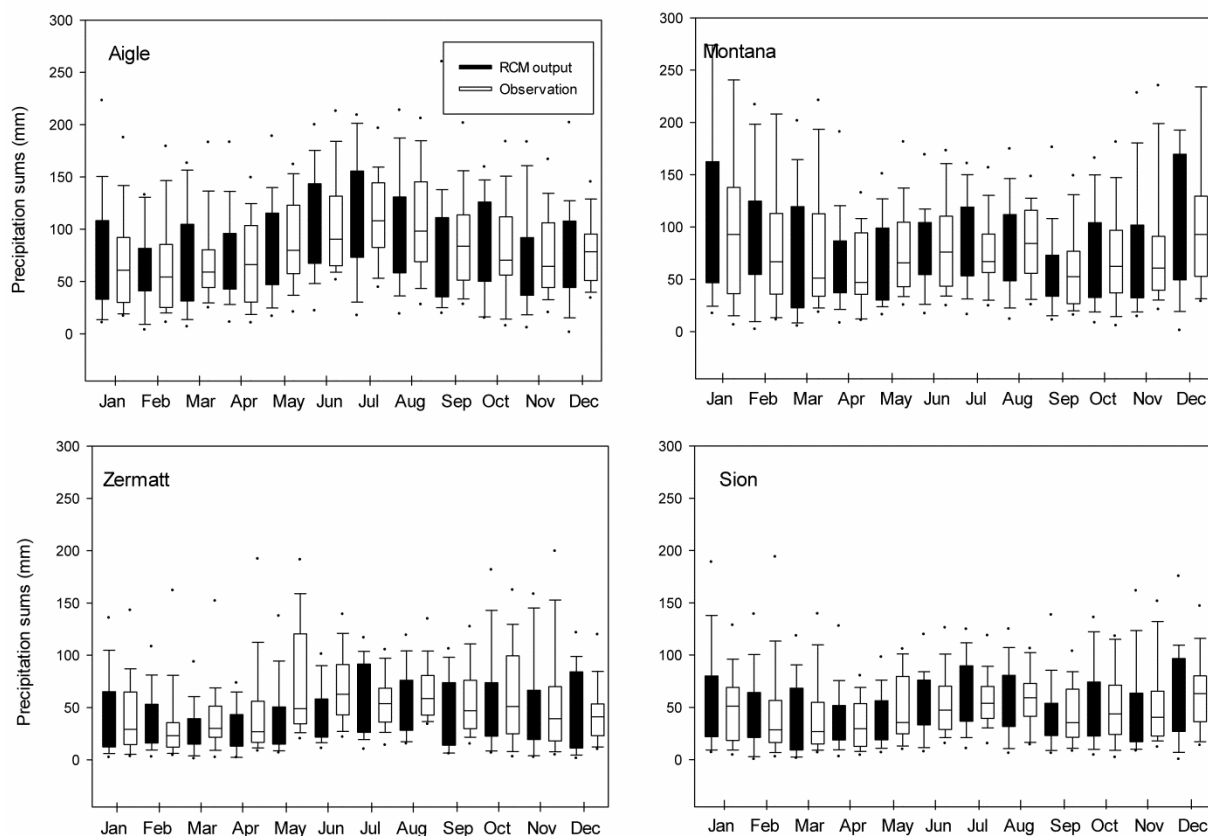 Aigle
RCM output
Observation
Precipitation sums (mm)
300
250
200
150
100
50
0
Jan Feb Mar Apr May Jun Jul Aug Sep Oct Nov Dec
Montana
300
250
200
150
100
50
0
Jan Feb Mar Apr May Jun Jul Aug Sep Oct Nov Dec
Zermatt
Precipitation sums (mm)
300
250
200
150
100
50
0
Jan Feb Mar Apr May Jun Jul Aug Sep Oct Nov Dec
Sion
300
250
200
150
100
50
0
Jan Feb Mar Apr May Jun Jul Aug Sep Oct Nov Dec